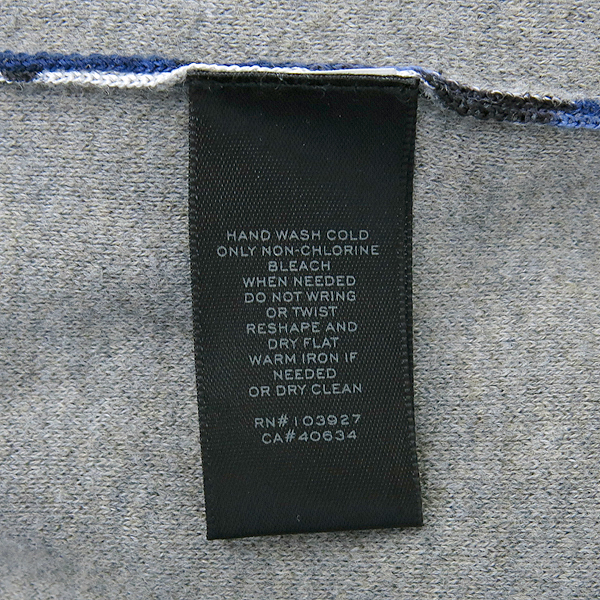 HAND WASH COLD
ONLY NON-CHLORINE
BLEACH
WHEN NEEDED
DO NOT WRING
OR TWIST
RESHAPE AND
DRY FLAT
WARM IRON IF
NEEDED
OR DRY CLEAN
RN#103927
CA#40634